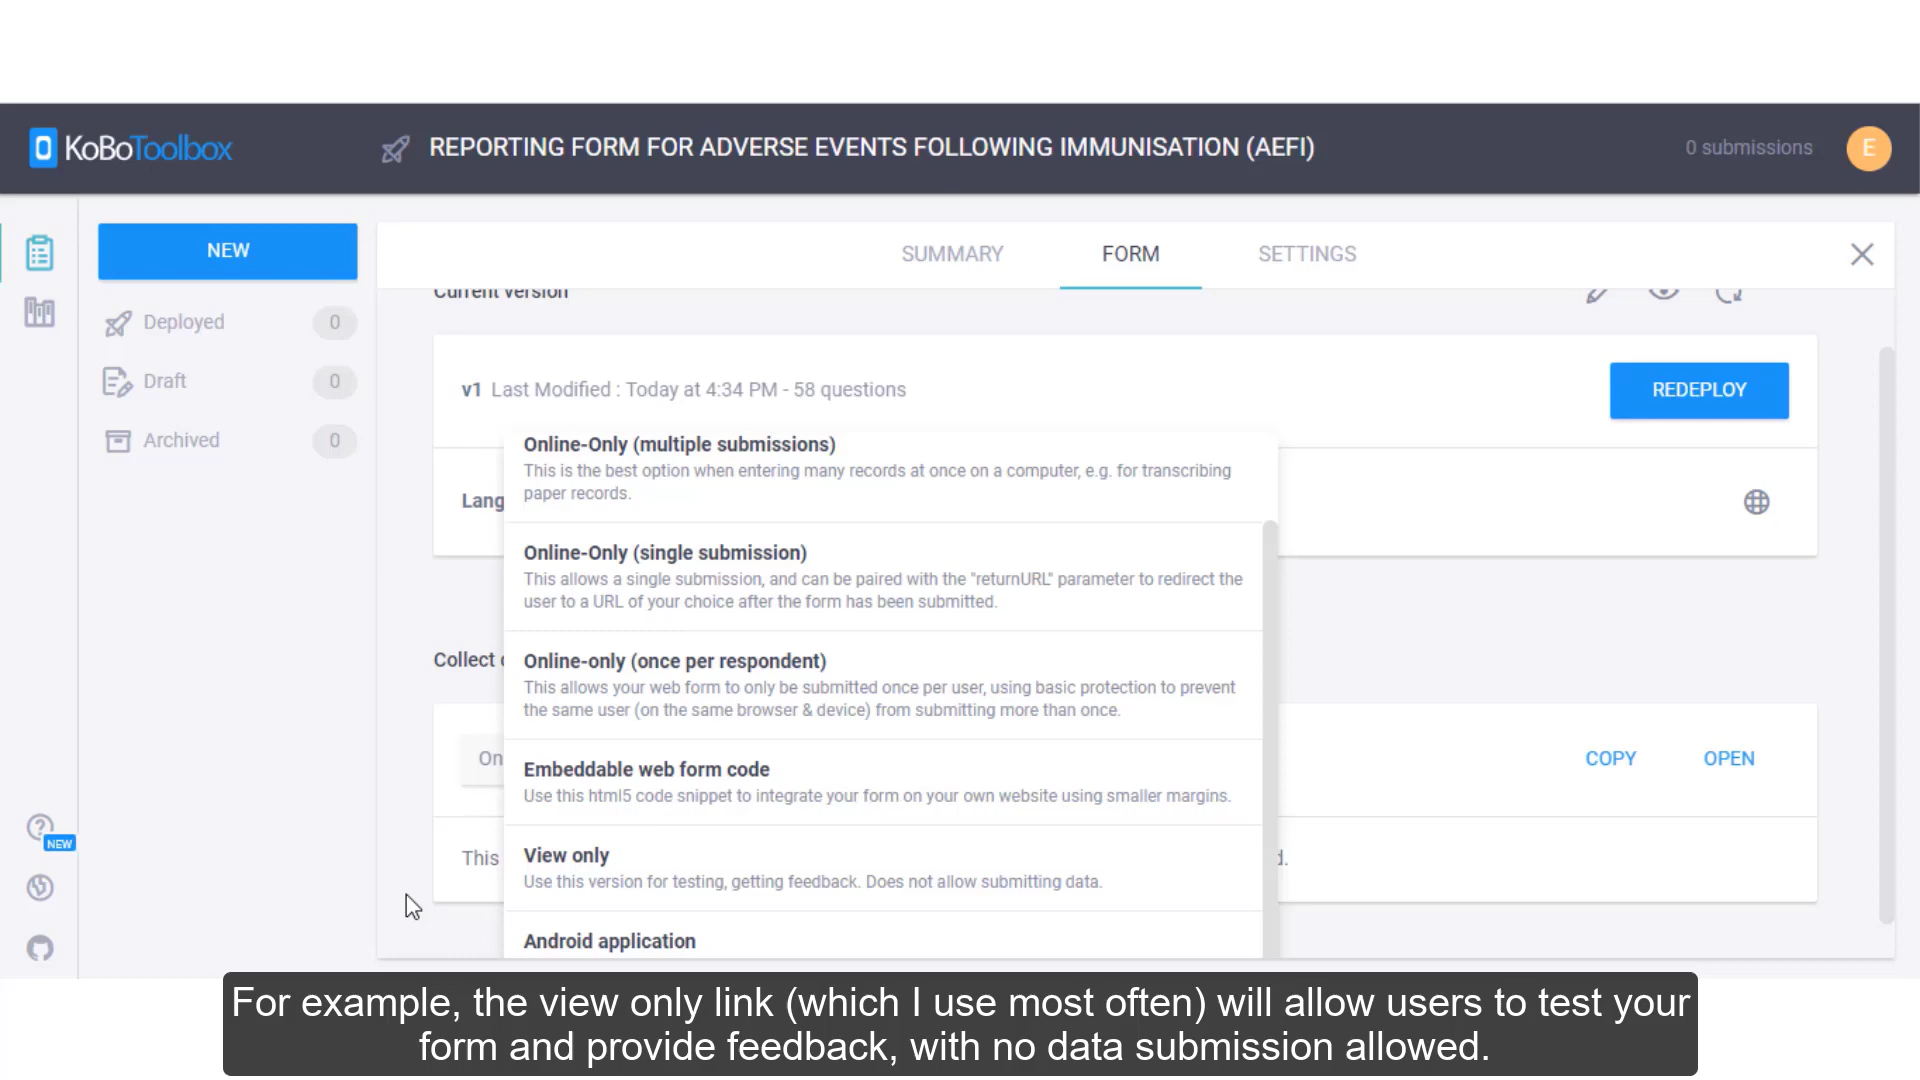 KoBoToolbox
REPORTING FORM FOR ADVERSE EVENTS FOLLOWING IMMUNISATION (AEFI)
0 submissions
E
NEW
SUMMARY
FORM
SETTINGS
Current version
Deployed
0
Draft
0
Archived
0
v1 Last Modified : Today at 4:34 PM - 58 questions
REDEPLOY
Lang
Online-Only (multiple submissions)
This is the best option when entering many records at once on a computer, e.g. for transcribing
paper records.
Online-Only (single submission)
This allows a single submission, and can be paired with the "returnURL" parameter to redirect the
user to a URL of your choice after the form has been submitted.
Collect
Online-only (once per respondent)
This allows your web form to only be submitted once per user, using basic protection to prevent
the same user (on the same browser & device) from submitting more than once.
On
COPY
OPEN
Embeddable web form code
Use this html5 code snippet to integrate your form on your own website using smaller margins.
NEW
This
d.
View only
Use this version for testing, getting feedback. Does not allow submitting data.
Android application
For example, the view only link (which I use most often) will allow users to test your
form and provide feedback, with no data submission allowed.